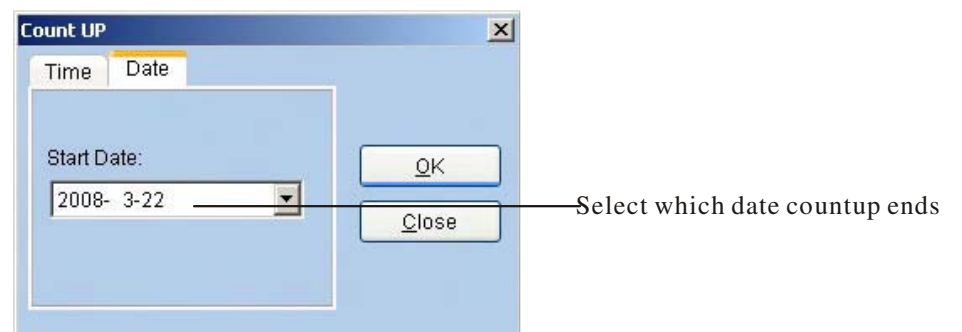 Count UP
Time Date
Start Date:
2008- 3-22
OK
Close
Select which date countup ends